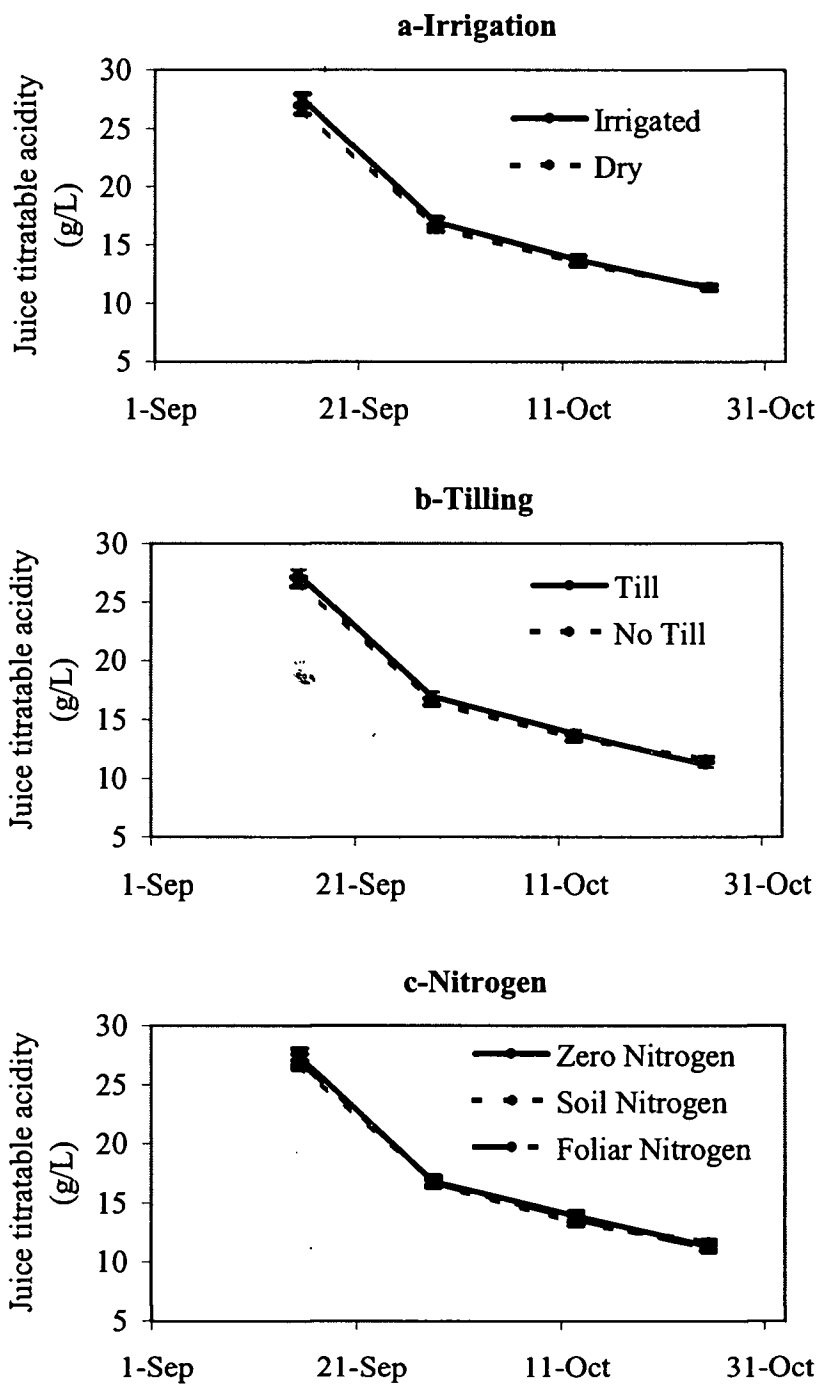 a-Irrigation
30
25
20
15
10
5
Juice titratable acidity
(g/L)
Irrigated
Dry
1-Sep 21-Sep 11-Oct 31-Oct
b-Tilling
30
25
20
15
10
5
Juice titratable acidity
(g/L)
Till
No Till
1-Sep 21-Sep 11-Oct 31-Oct
c-Nitrogen
30
25
20
15
10
5
Juice titratable acidity
(g/L)
Zero Nitrogen
Soil Nitrogen
Foliar Nitrogen
1-Sep 21-Sep 11-Oct 31-Oct